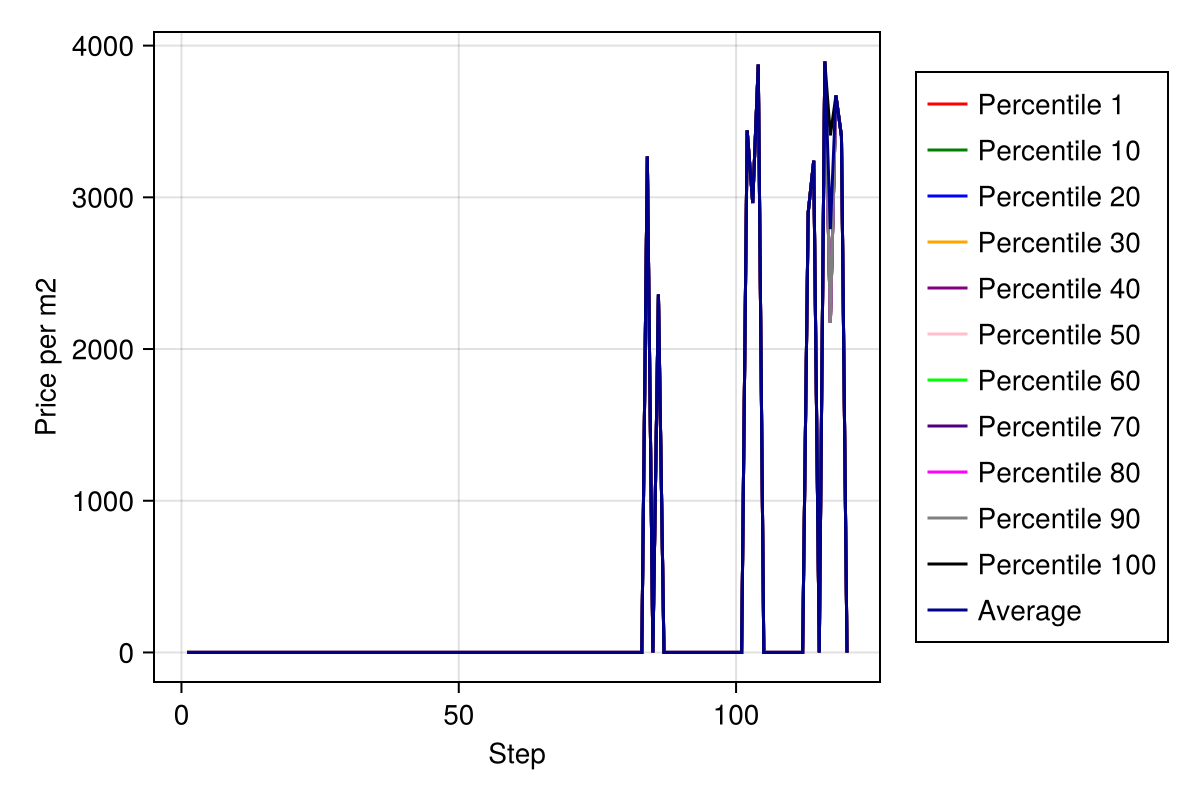 4000
3000
2000
1000
0
Price per m2
0
50
100
Step
Percentile 1
Percentile 10
Percentile 20
Percentile 30
Percentile 40
Percentile 50
Percentile 60
Percentile 70
Percentile 80
Percentile 90
Percentile 100
Average